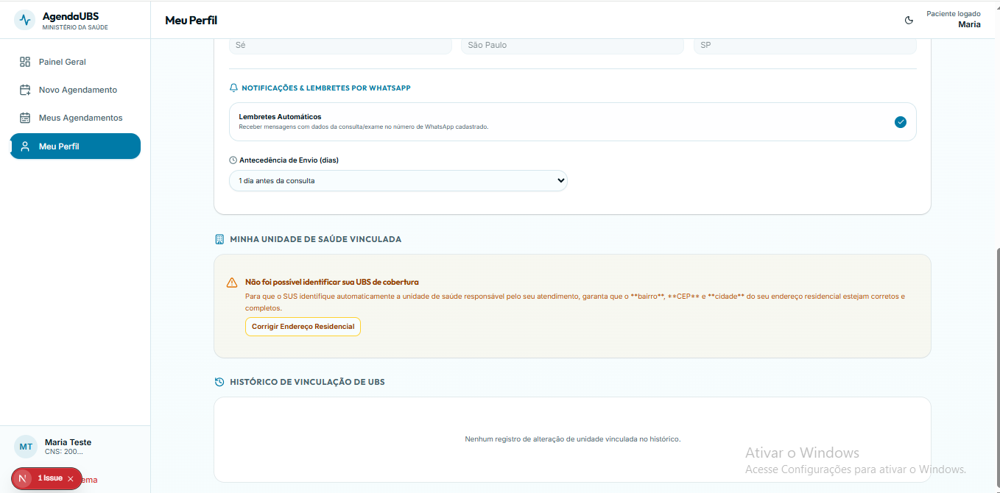 AgendaUBS
MINISTÉRIO DA SAÚDE
Meu Perfil
Paciente logado
Maria
Painel Geral
Novo Agendamento
Meus Agendamentos
Meu Perfil
Sé
São Paulo
SP
NOTIFICAÇÕES & LEMBRETES POR WHATSAPP
Lembretes Automáticos
Receber mensagens com dados da consulta/exame no número de WhatsApp cadastrado.
Antecedência de Envio (dias)
1 dia antes da consulta
MINHA UNIDADE DE SAÚDE VINCULADA
Não foi possível identificar sua UBS de cobertura
Para que o SUS identifique automaticamente a unidade de saúde responsável pelo seu atendimento, garanta que o **bairro**, **CEP** e **cidade** do seu endereço residencial estejam corretos e
completos.
Corrigir Endereço Residencial
HISTÓRICO DE VINCULAÇÃO DE UBS
Nenhum registro de alteração de unidade vinculada no histórico.
MT
Maria Teste
CNS: 200...
N
1 Issue
ema
Ativar o Windows
Acesse Configurações para ativar o Windows.